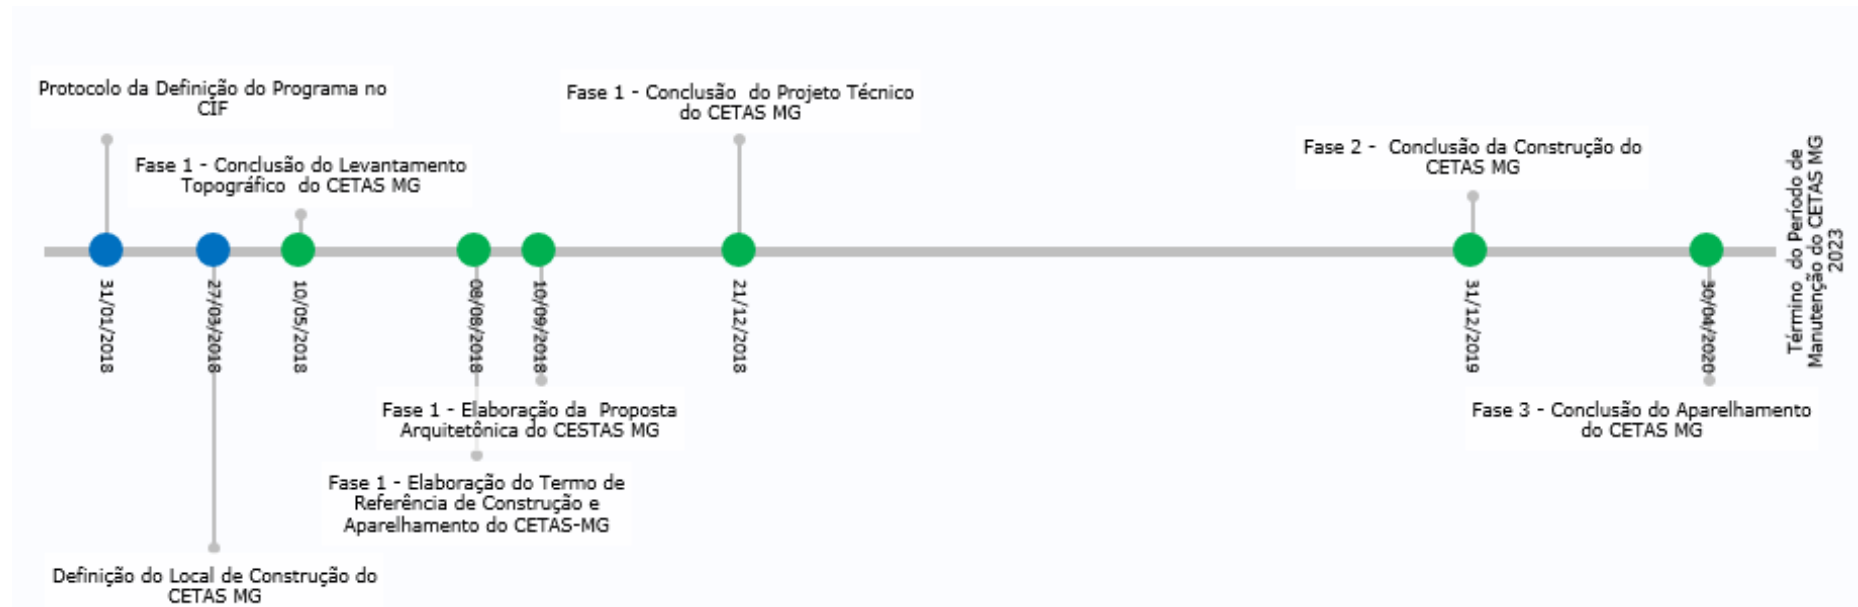 Protocolo da Definição do Programa no
CIF
Fase 1 - Conclusão do Levantamento
Topográfico do CETAS MG
Fase 1 - Conclusão do Projeto Técnico
do CETAS MG
Fase 2 - Conclusão da Construção do
CETAS MG
Término do Período de
Manutenção do CETAS MG
2023
31/01/2018
27/03/2018
10/05/2018
08/08/2018
10/09/2018
21/12/2018
31/12/2019
30/04/2020
Fase 1 - Elaboração da Proposta
Arquitetônica do CESTAS MG
Fase 3 - Conclusão do Aparelhamento
do CETAS MG
Fase 1 - Elaboração do Termo de
Referência de Construção e
Aparelhamento do CETAS-MG
Definição do Local de Construção do
CETAS MG